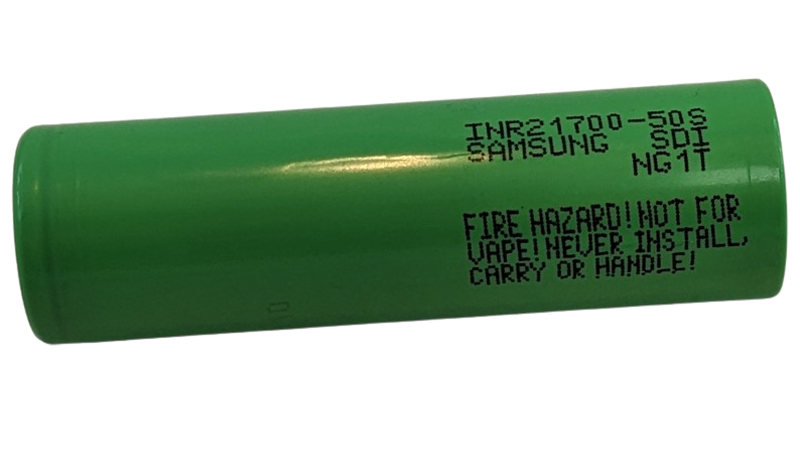 INR21700-50S
SAMSUNG SDI
NG1T
FIRE HAZARD! NOT FOR
VAPE! NEVER INSTALL,
CARRY OR HANDLE!